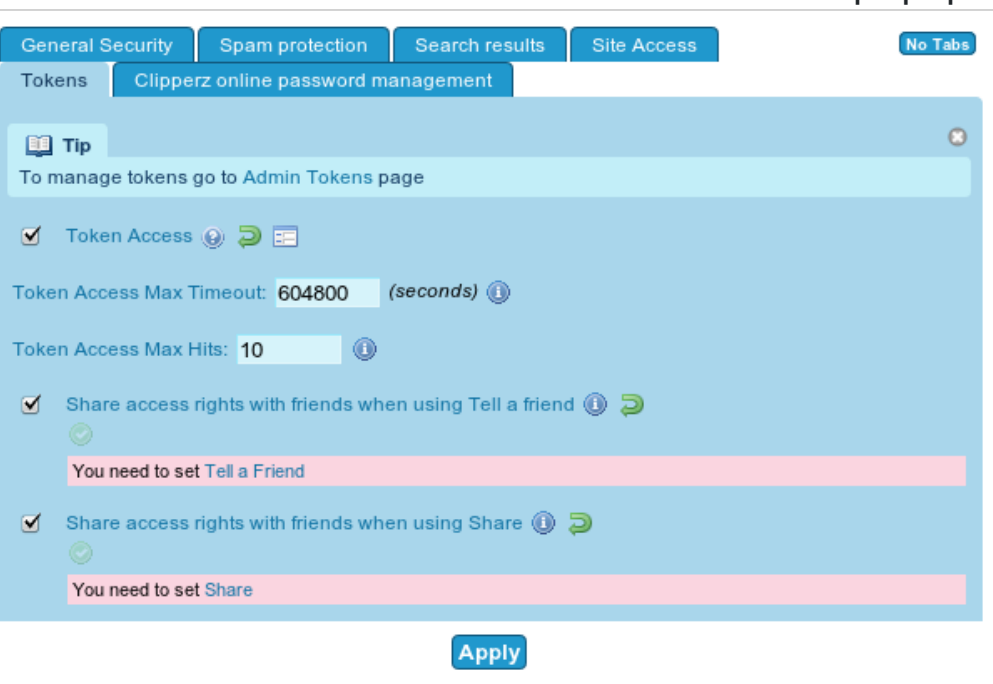 General Security Spam protection Search results Site Access No Tabs
Tokens Clipperz online password management
Tip
To manage tokens go to Admin Tokens page
Token Access
Token Access Max Timeout: 604800 (seconds)
Token Access Max Hits: 10
Share access rights with friends when using Tell a friend
You need to set Tell a Friend
Share access rights with friends when using Share
You need to set Share
Apply